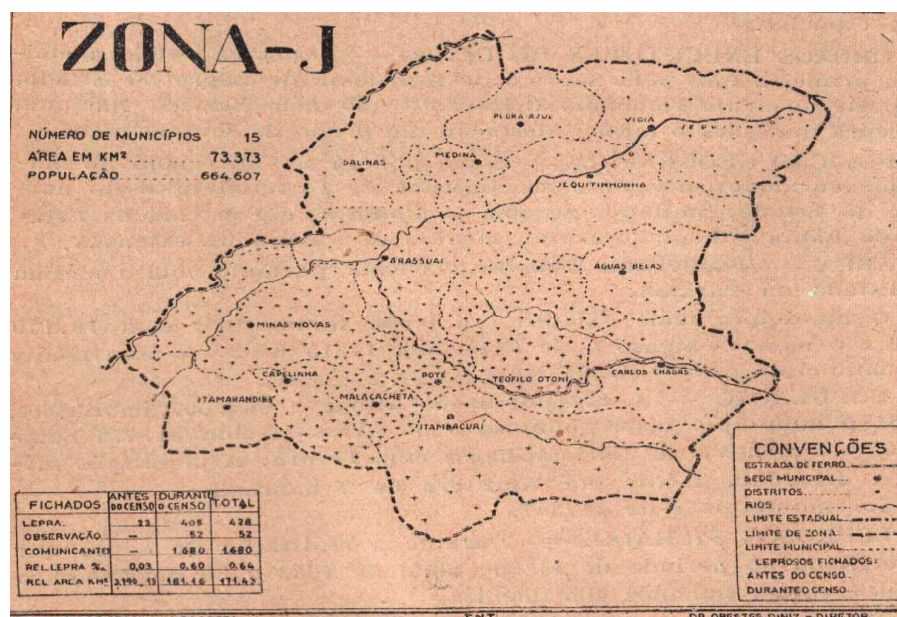 ZONA-J
NÚMERO DE MUNICÍPIOS 15
ÁREA EM KM² 73.373
POPULAÇÃO 664.607
PEDRA AZUL
VIGIA
SALINAS
MEDINA
JEQUITINHONHA
ARASSUAÍ
ÁGUAS BELAS
MINAS NOVAS
CAPELINHA
POTÉ
TEÓFILO OTONI
CARLOS CHAGAS
ITAMARANDIBA
MALACACHETA
ITAMBACURÍ
FICHADOS ANTES DO CENSO DURANTE O CENSO TOTAL
LEPRA 23 405 428
OBSERVAÇÃO — 52 52
COMUNICANTE — 1.680 1.680
REL. LEPRA %. 0,03 0,60 0,64
REL. AREA KM² 3.190,13 181.16 171.43
CONVENÇÕES
ESTRADA DE FERRO
SEDE MUNICIPAL
DISTRITOS
RIOS
LIMITE ESTADUAL
LIMITE DE ZONA
LIMITE MUNICIPAL
LEPROSOS FICHADOS:
ANTES DO CENSO
DURANTE O CENSO
DR ORESTES DINIZ - DIRETOR